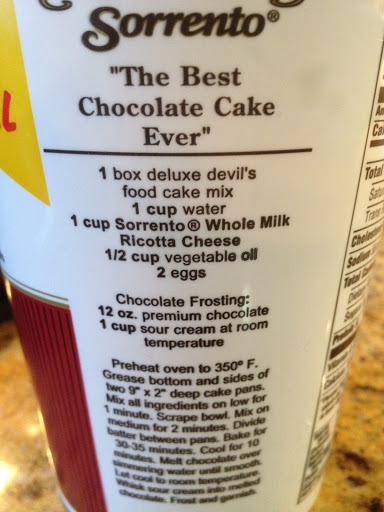 Sorrento®
"The Best
Chocolate Cake
Ever"
1 box deluxe devil's
food cake mix
1 cup water
1 cup Sorrento® Whole Milk
Ricotta Cheese
1/2 cup vegetable oil
2 eggs
Chocolate Frosting:
12 oz. premium chocolate
1 cup sour cream at room
temperature
Preheat oven to 350° F.
Grease bottom and sides of
two 9" x 2" deep cake pans.
Mix all ingredients on low for
1 minute. Scrape bowl. Mix on
medium for 2 minutes. Divide
batter between pans. Bake for
30-35 minutes. Cool for 10
minutes. Melt chocolate over
simmering water until smooth.
Let cool to room temperature.
Whisk sour cream into melted
chocolate. Frost and garnish.
Total